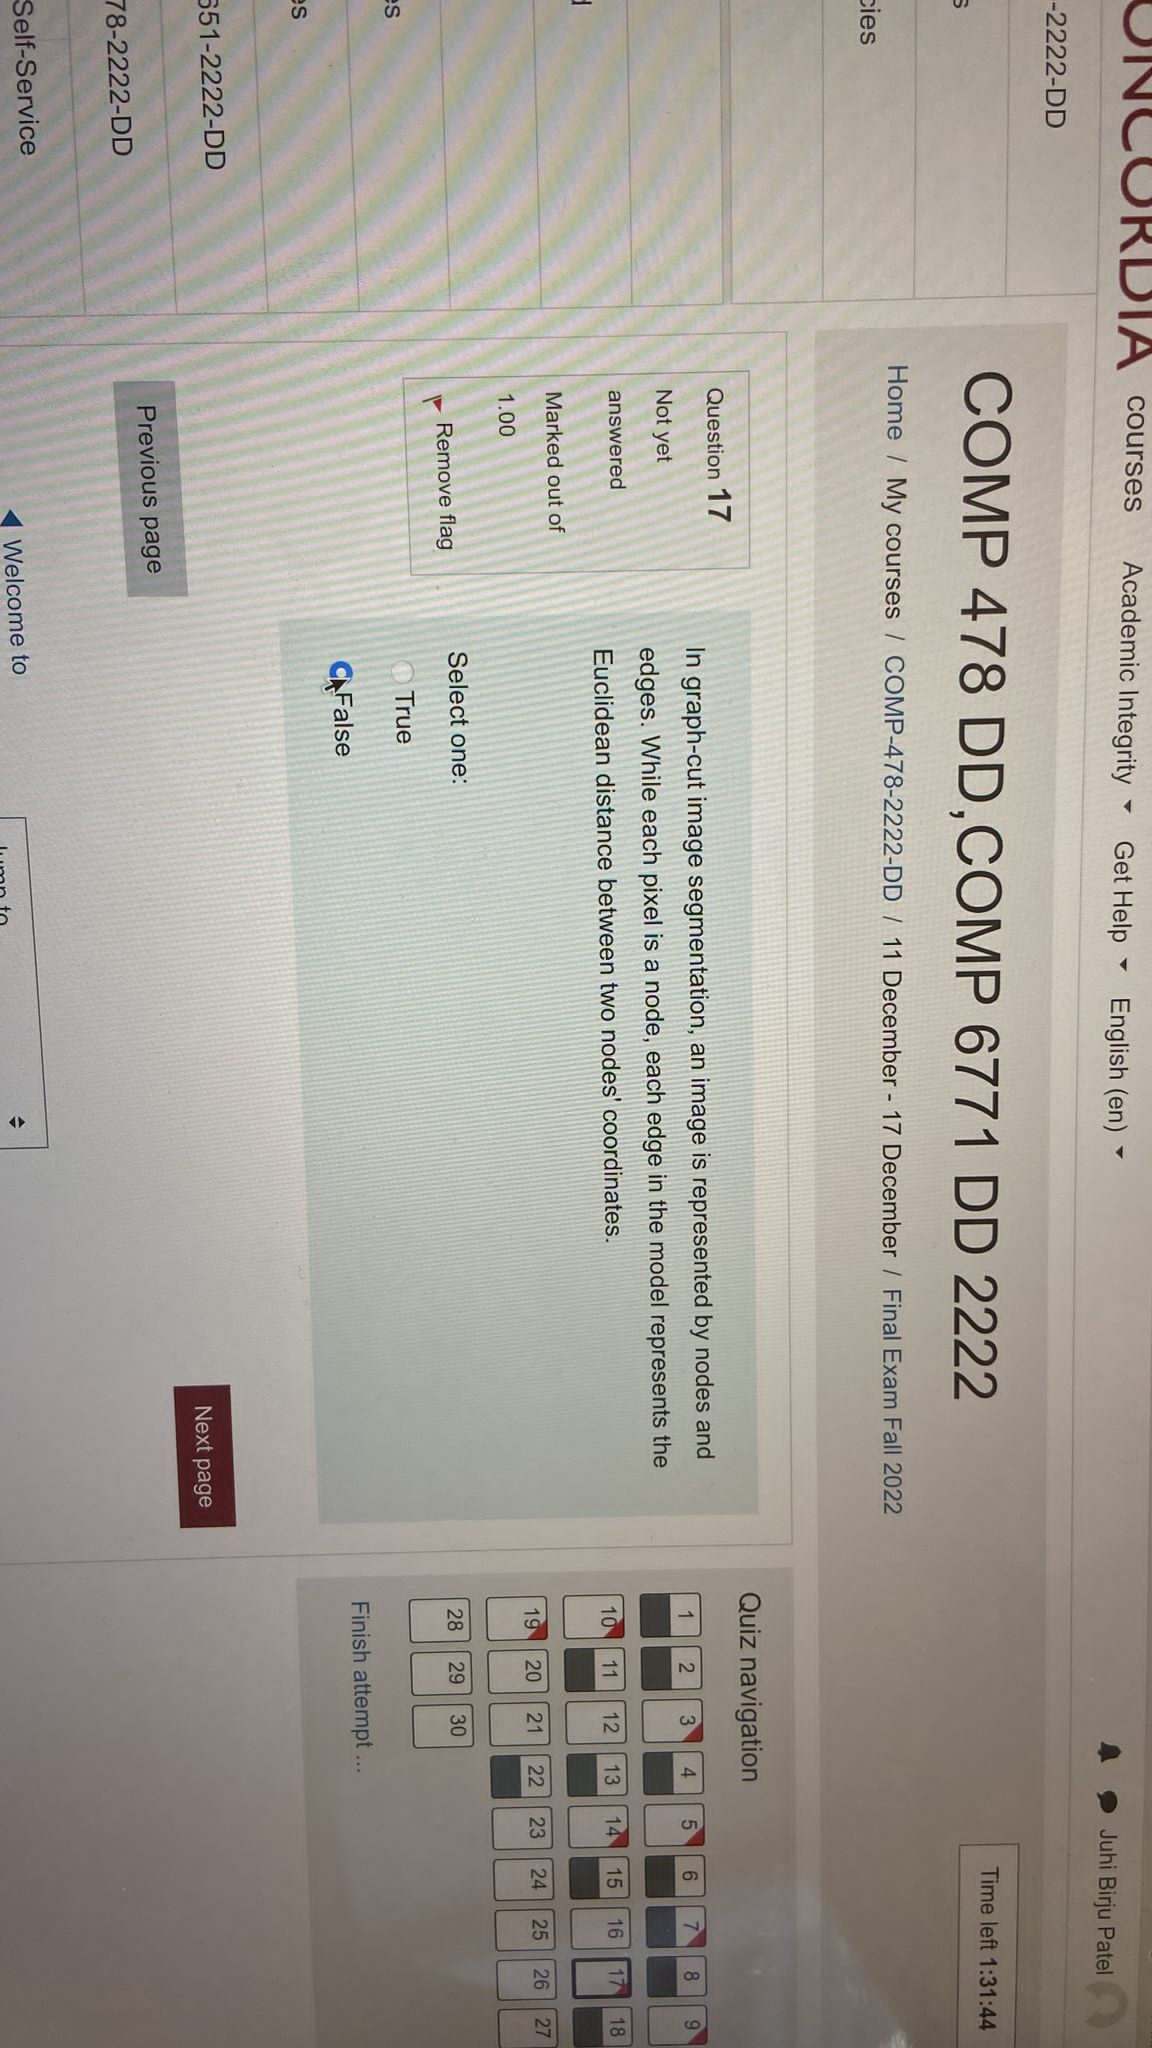 CONCORDIA courses Academic Integrity Get Help English (en) Juhi Birju Patel
-2222-DD
s
cies
d
es
es
651-2222-DD
78-2222-DD
Self-Service
COMP 478 DD,COMP 6771 DD 2222
Time left 1:31:44
Home / My courses / COMP-478-2222-DD / 11 December - 17 December / Final Exam Fall 2022
Question 17
Not yet
answered
Marked out of
1.00
Remove flag
In graph-cut image segmentation, an image is represented by nodes and
edges. While each pixel is a node, each edge in the model represents the
Euclidean distance between two nodes' coordinates.
Select one:
True
False
Previous page
Next page
Welcome to
Jump to
Quiz navigation
1 2 3 4 5 6 7 8 9
10 11 12 13 14 15 16 17 18
19 20 21 22 23 24 25 26 27
28 29 30
Finish attempt ...